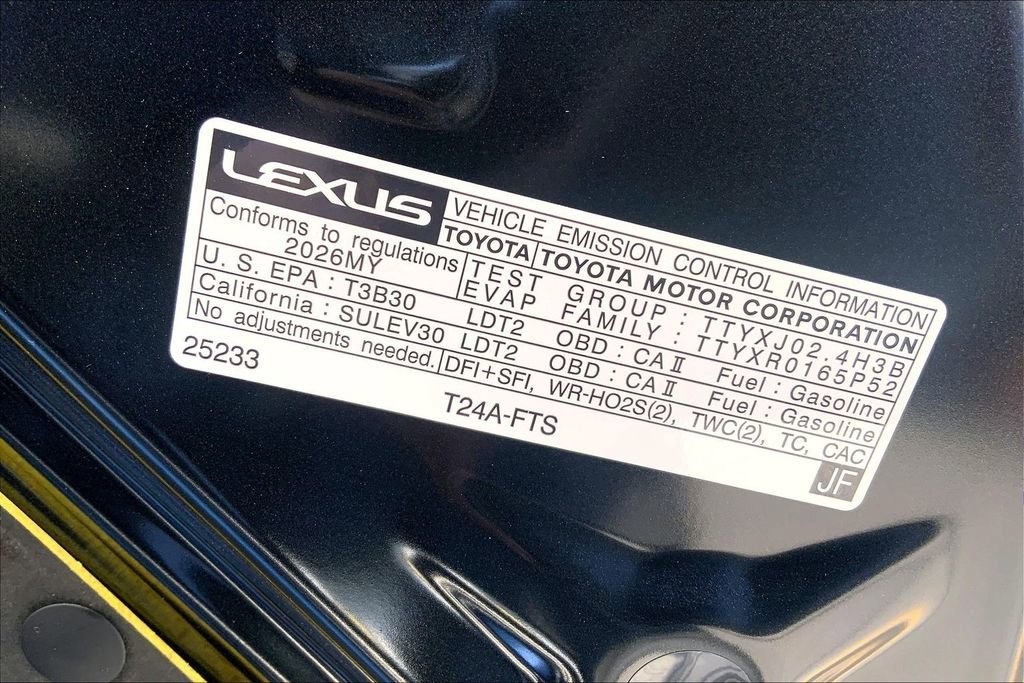 LEXUS
VEHICLE EMISSION CONTROL INFORMATION
TOYOTA TOYOTA MOTOR CORPORATION
Conforms to regulations
2026MY
TEST GROUP : TTYXJ02.4H3B
EVAP FAMILY : TTYXR0165P52
U. S. EPA : T3B30 LDT2 OBD : CA II Fuel : Gasoline
California : SULEV30 LDT2 OBD : CA II Fuel : Gasoline
No adjustments needed. DFI+SFI, WR-HO2S(2), TWC(2), TC, CAC
25233
T24A-FTS
JF